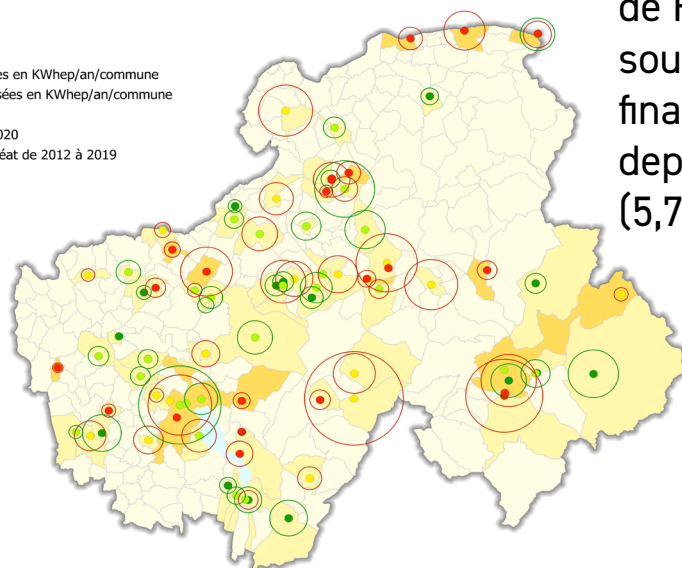 es en KWhep/an/commune
ées en KWhep/an/commune
020
éat de 2012 à 2019
de
sou
fina
dep
(5,7